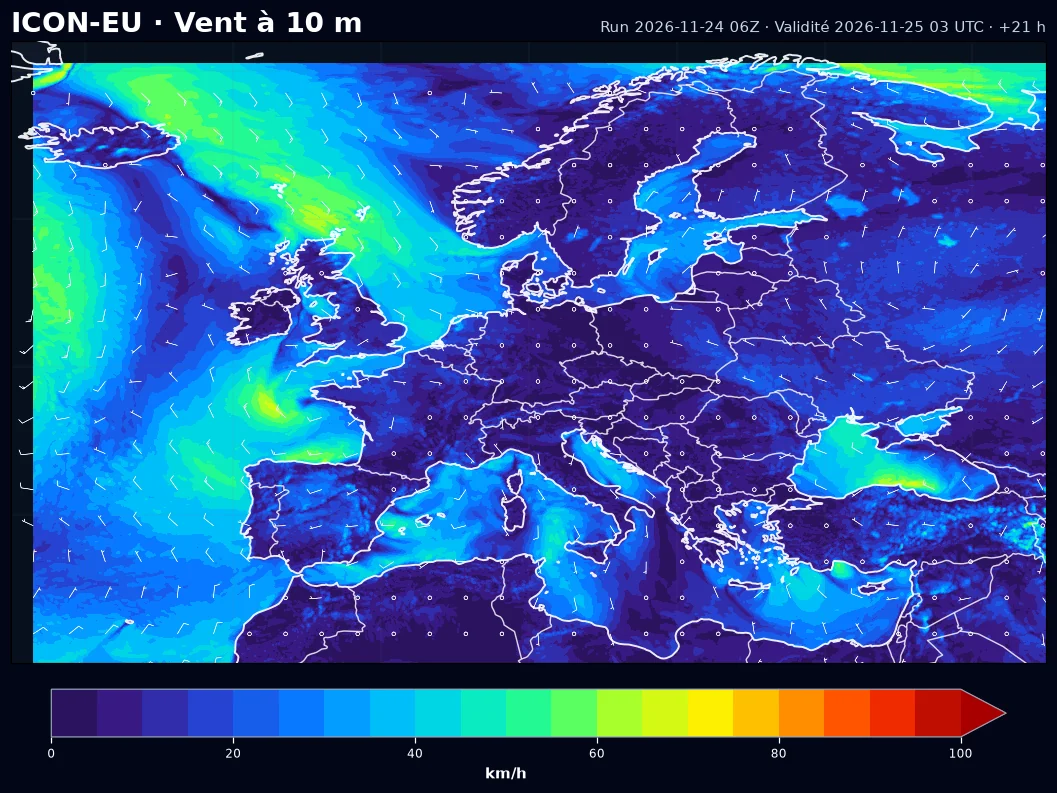 ICON-EU · Vent à 10 m
Run 2026-11-24 06Z · Validité 2026-11-25 03 UTC · +21 h
0 20 40 60 80 100
km/h